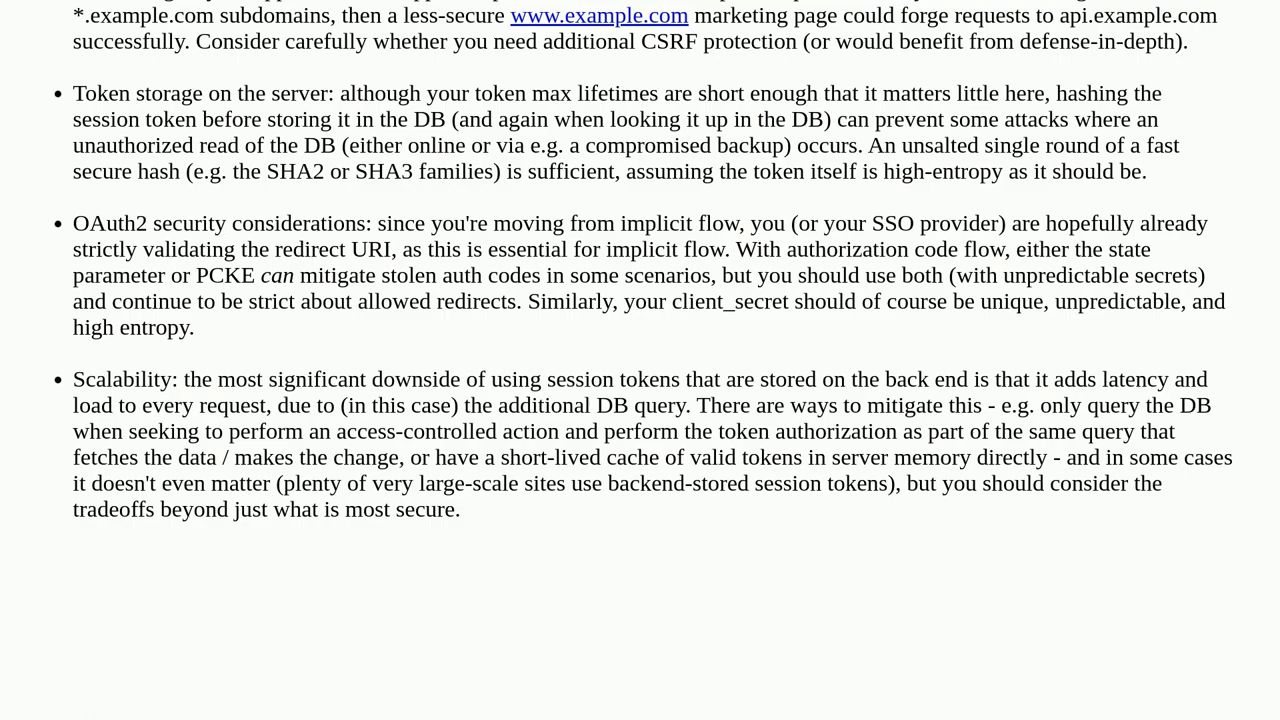 *.example.com subdomains, then a less-secure www.example.com marketing page could forge requests to api.example.com
successfully. Consider carefully whether you need additional CSRF protection (or would benefit from defense-in-depth).
• Token storage on the server: although your token max lifetimes are short enough that it matters little here, hashing the
session token before storing it in the DB (and again when looking it up in the DB) can prevent some attacks where an
unauthorized read of the DB (either online or via e.g. a compromised backup) occurs. An unsalted single round of a fast
secure hash (e.g. the SHA2 or SHA3 families) is sufficient, assuming the token itself is high-entropy as it should be.
• OAuth2 security considerations: since you're moving from implicit flow, you (or your SSO provider) are hopefully already
strictly validating the redirect URI, as this is essential for implicit flow. With authorization code flow, either the state
parameter or PCKE can mitigate stolen auth codes in some scenarios, but you should use both (with unpredictable secrets)
and continue to be strict about allowed redirects. Similarly, your client_secret should of course be unique, unpredictable, and
high entropy.
• Scalability: the most significant downside of using session tokens that are stored on the back end is that it adds latency and
load to every request, due to (in this case) the additional DB query. There are ways to mitigate this - e.g. only query the DB
when seeking to perform an access-controlled action and perform the token authorization as part of the same query that
fetches the data / makes the change, or have a short-lived cache of valid tokens in server memory directly - and in some cases
it doesn't even matter (plenty of very large-scale sites use backend-stored session tokens), but you should consider the
tradeoffs beyond just what is most secure.